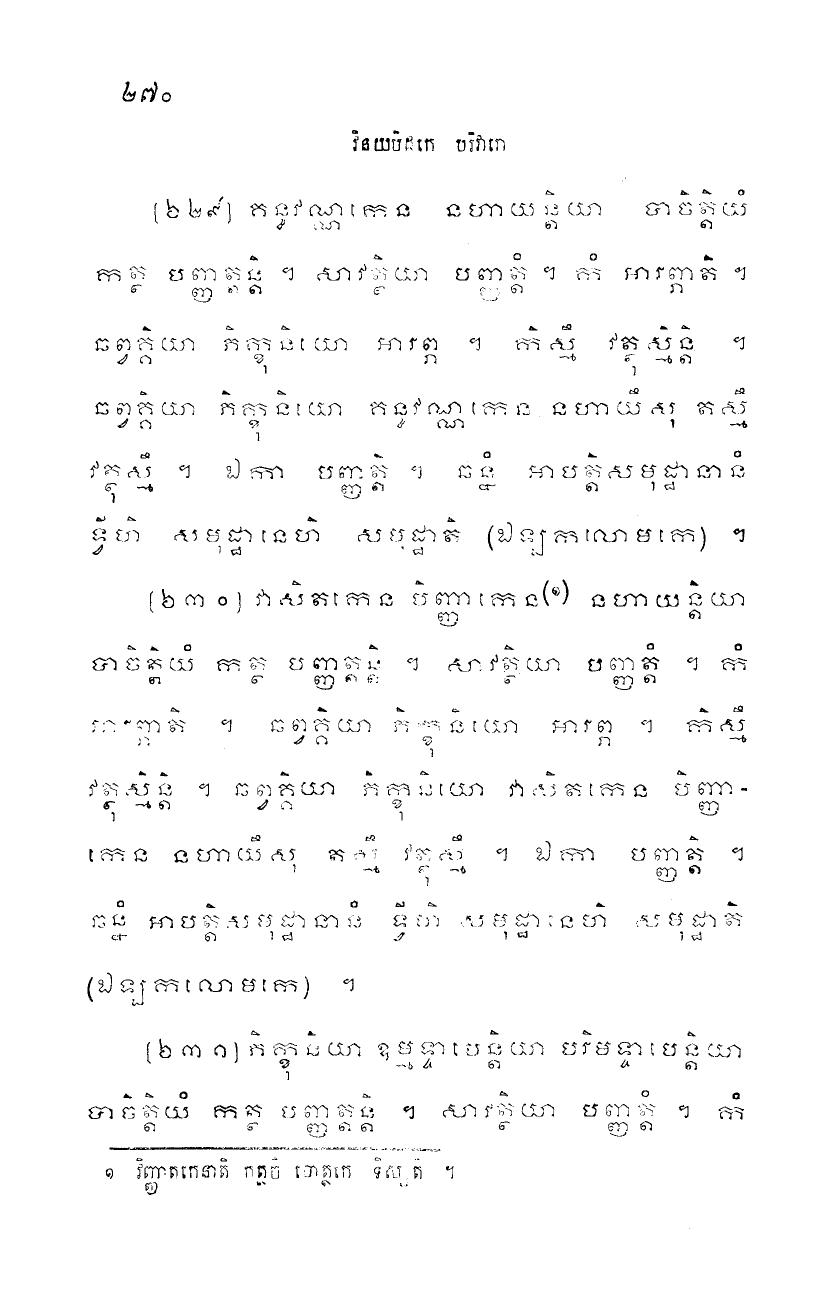 ២៧០
វិនយបិដកេ បរិវារោ
[៦២៩] គន្ធវណ្ណកេន នហាយន្តិយា បាចិត្តិយំ
កត្ថ បញ្ញត្តន្តិ ។ សាវត្ថិយា បញ្ញត្តំ ។ កំ អារព្ភាតិ ។
ឆព្វគ្គិយា ភិក្ខុនិយោ អារព្ភ ។ កិស្មឹ វត្ថុស្មិន្តិ ។
ឆព្វគ្គិយា ភិក្ខុនិយោ គន្ធវណ្ណកេន នហាយឹសុ តស្មឹ
វត្ថុស្មឹ ។ ឯកា បញ្ញត្តិ ។ ឆន្នំ អាបត្តិសមុដ្ឋានានំ
ទ្វីហិ សមុដ្ឋានេហិ សមុដ្ឋាតិ (ឯឡកលោមកេ) ។
[៦៣០] វាសិតកេន បិញ្ញាកេន(១) នហាយន្តិយា
បាចិត្តិយំ កត្ថ បញ្ញត្តន្តិ ។ សាវត្ថិយា បញ្ញត្តំ ។ កំ
អារព្ភាតិ ។ ឆព្វគ្គិយា ភិក្ខុនិយោ អារព្ភ ។ កិស្មឹ
វត្ថុស្មិន្តិ ។ ឆព្វគ្គិយា ភិក្ខុនិយោ វាសិតកេន បិញ្ញា-
កេន នហាយឹសុ តស្មឹ វត្ថុស្មឹ ។ ឯកា បញ្ញត្តិ ។
ឆន្នំ អាបត្តិសមុដ្ឋានានំ ទ្វីហិ សមុដ្ឋានេហិ សមុដ្ឋាតិ
(ឯឡកលោមកេ) ។
[៦៣១] ភិក្ខុនិយា ឧម្មទ្ទាបេន្តិយា បរិមទ្ទាបេន្តិយា
បាចិត្តិយំ កត្ថ បញ្ញត្តន្តិ ។ សាវត្ថិយា បញ្ញត្តំ ។ កំ
១ វិញ្ញាតកេនាតិ កត្ថចិ បោត្ថកេ ទិស្សតិ ។